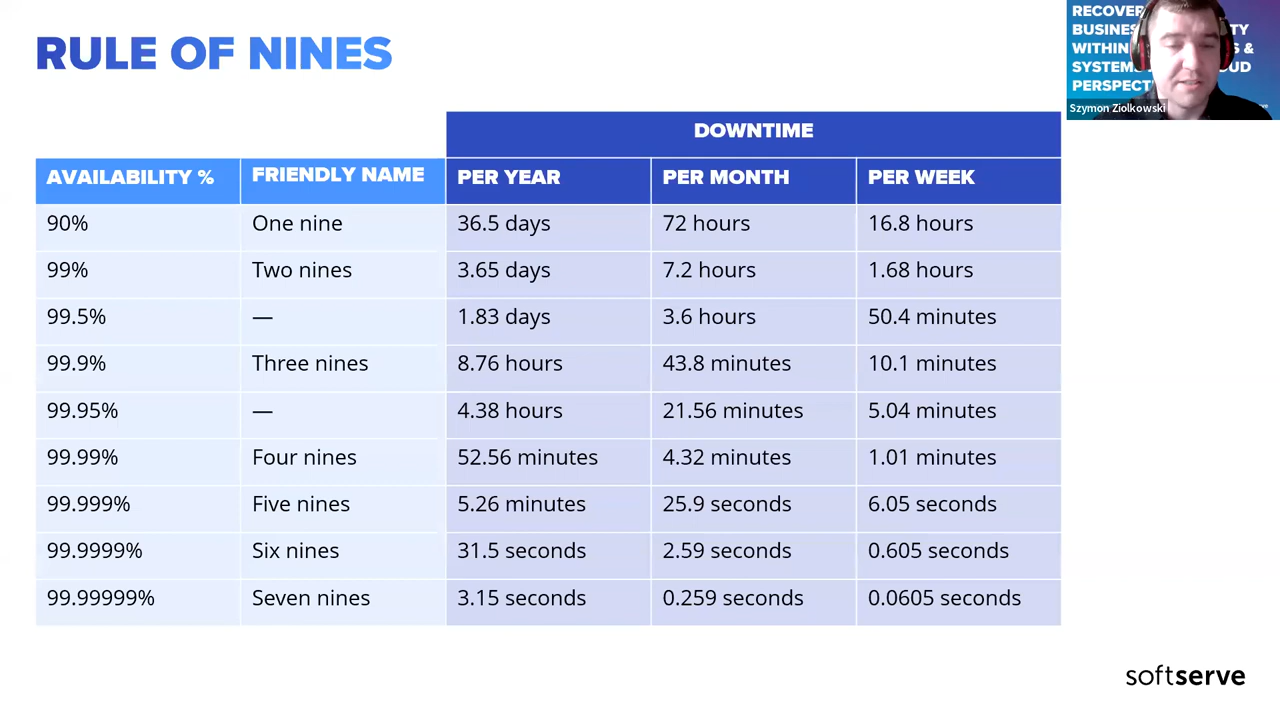 RULE OF NINES
DOWNTIME
AVAILABILITY % FRIENDLY NAME PER YEAR PER MONTH PER WEEK
90% One nine 36.5 days 72 hours 16.8 hours
99% Two nines 3.65 days 7.2 hours 1.68 hours
99.5% — 1.83 days 3.6 hours 50.4 minutes
99.9% Three nines 8.76 hours 43.8 minutes 10.1 minutes
99.95% — 4.38 hours 21.56 minutes 5.04 minutes
99.99% Four nines 52.56 minutes 4.32 minutes 1.01 minutes
99.999% Five nines 5.26 minutes 25.9 seconds 6.05 seconds
99.9999% Six nines 31.5 seconds 2.59 seconds 0.605 seconds
99.99999% Seven nines 3.15 seconds 0.259 seconds 0.0605 seconds
WITHIN &
Szymon Ziolkowski
softserve